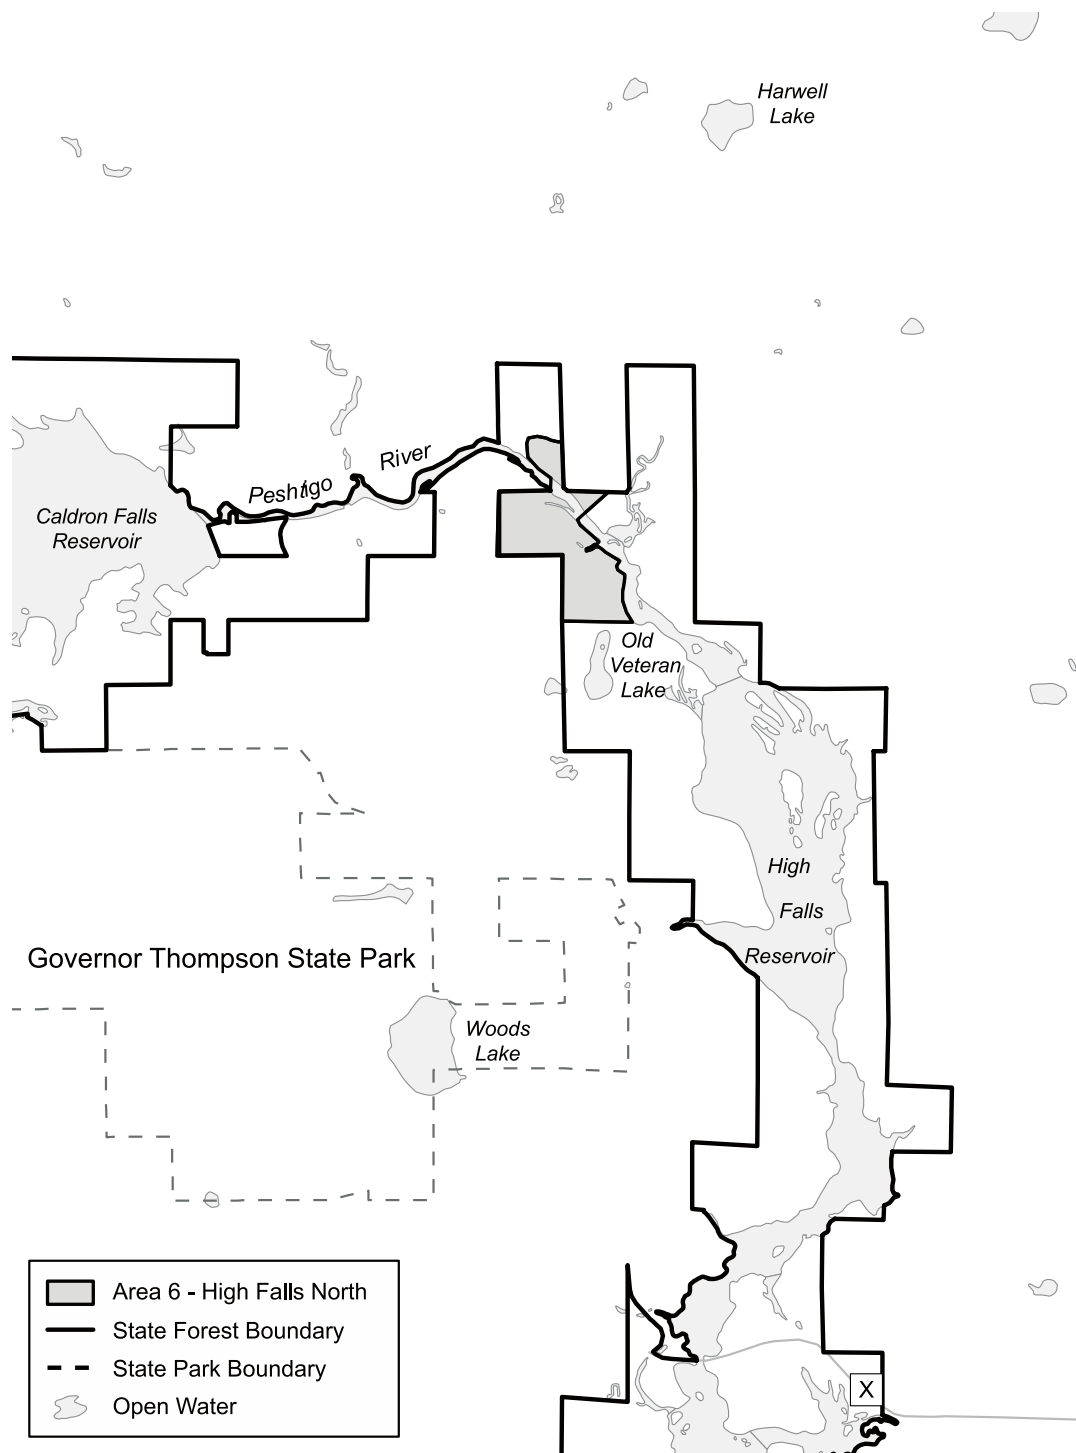 Harwell
Lake
River
Peshtigo
Caldron Falls
Reservoir
Old
Veteran
Lake
High
Falls
Reservoir
Governor Thompson State Park
Woods
Lake
Area 6 - High Falls North
State Forest Boundary
State Park Boundary
Open Water
X